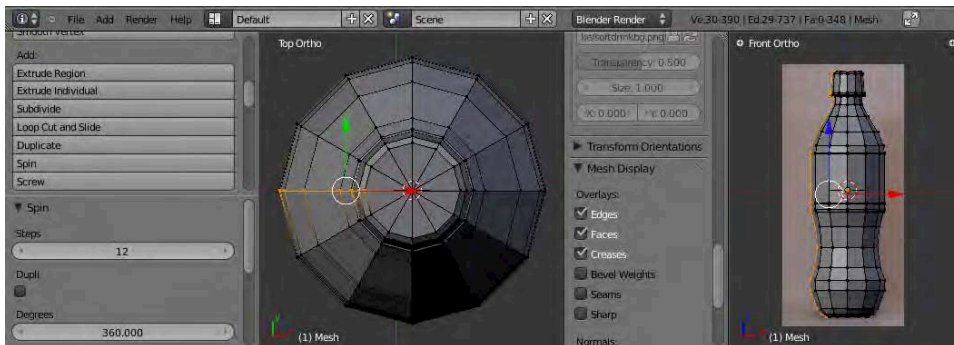 File Add Render Help Default Scene Blender Render Ve:30-390 | Ed:29-737 | Fa:0-348 | Mesh
Smooth Vertex
Add:
Extrude Region
Extrude Individual
Subdivide
Loop Cut and Slide
Duplicate
Spin
Screw
Spin
Steps
12
Dupli
Degrees
360.000
Top Ortho
(1) Mesh
Transparency: 0.500
Size: 1.000
X: 0.000 Y: 0.000
Transform Orientations
Mesh Display
Overlays:
Edges
Faces
Creases
Bevel Weights
Seams
Sharp
Normals:
Front Ortho
(1) Mesh